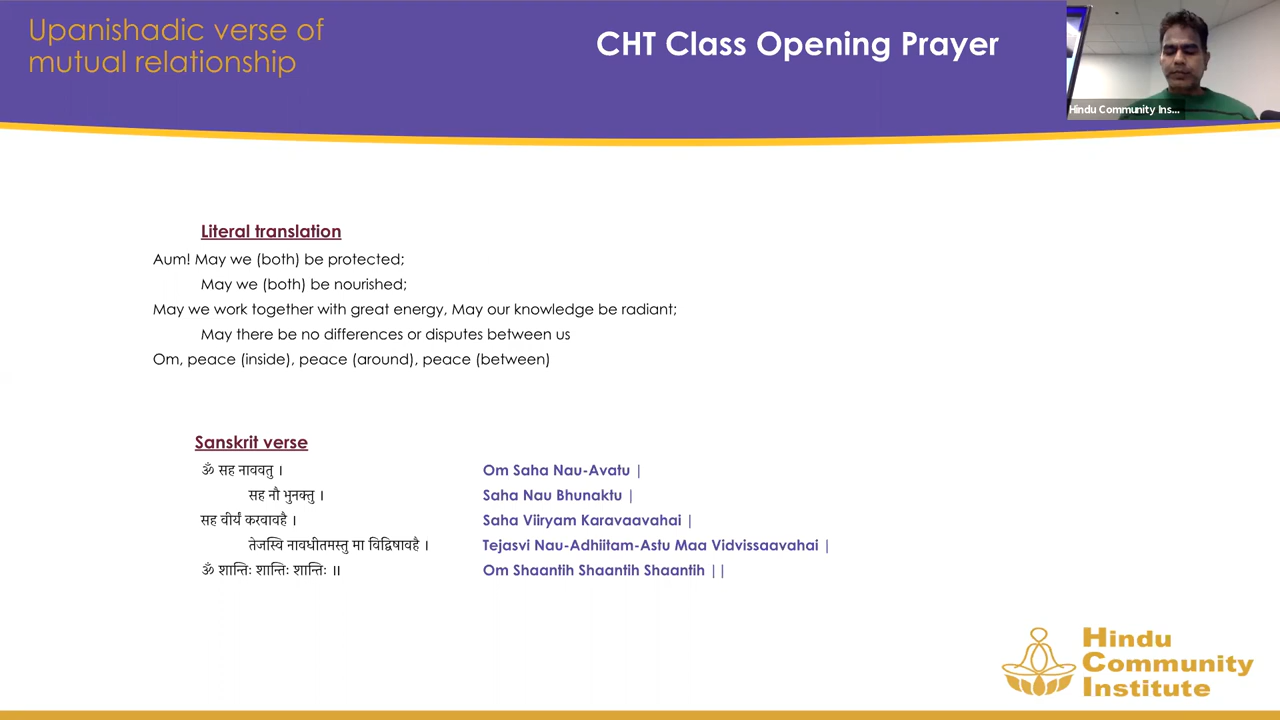 Upanishadic verse of
mutual relationship
CHT Class Opening Prayer
Hindu Community Ins...
Literal translation
Aum! May we (both) be protected;
May we (both) be nourished;
May we work together with great energy, May our knowledge be radiant;
May there be no differences or disputes between us
Om, peace (inside), peace (around), peace (between)
Sanskrit verse
ॐ सह नाववतु ।
सह नौ भुनक्तु ।
सह वीर्यं करवावहै ।
तेजस्वि नावधीतमस्तु मा विद्विषावहै ।
ॐ शान्तिः शान्तिः शान्तिः ॥
Om Saha Nau-Avatu |
Saha Nau Bhunaktu |
Saha Viiryam Karavaavahai |
Tejasvi Nau-Adhiitam-Astu Maa Vidvissaavahai |
Om Shaantih Shaantih Shaantih ||
Hindu
Community
Institute